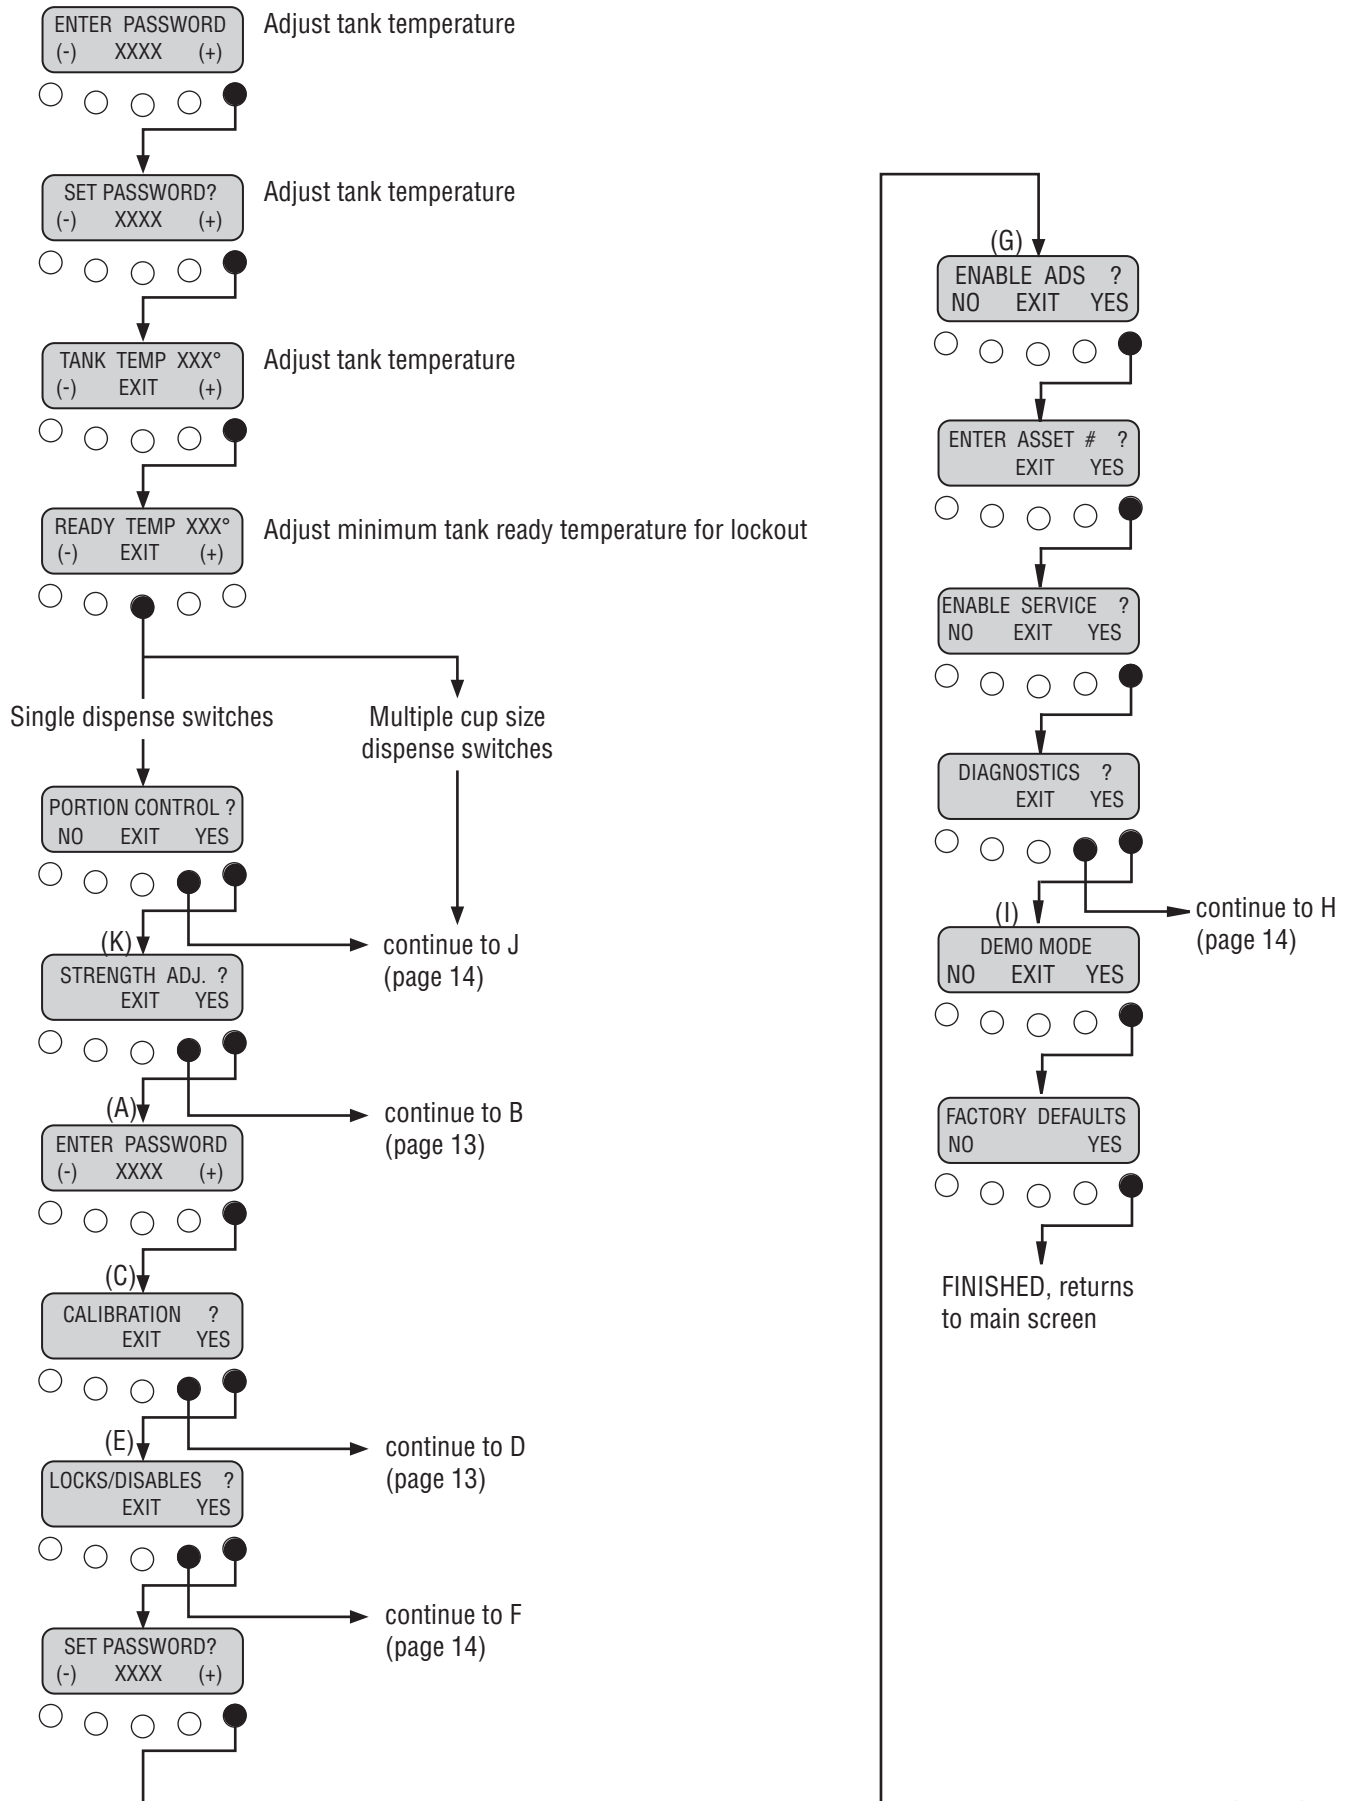 ENTER PASSWORD
(-) XXXX (+)
Adjust tank temperature
SET PASSWORD?
(-) XXXX (+)
Adjust tank temperature
TANK TEMP XXX°
(-) EXIT (+)
Adjust tank temperature
READY TEMP XXX°
(-) EXIT (+)
Adjust minimum tank ready temperature for lockout
Single dispense switches
Multiple cup size
dispense switches
PORTION CONTROL ?
NO EXIT YES
continue to J
(page 14)
(K)
STRENGTH ADJ. ?
EXIT YES
continue to B
(page 13)
(A)
ENTER PASSWORD
(-) XXXX (+)
(C)
CALIBRATION ?
EXIT YES
continue to D
(page 13)
(E)
LOCKS/DISABLES ?
EXIT YES
continue to F
(page 14)
SET PASSWORD?
(-) XXXX (+)
(G)
ENABLE ADS ?
NO EXIT YES
ENTER ASSET # ?
EXIT YES
ENABLE SERVICE ?
NO EXIT YES
DIAGNOSTICS ?
EXIT YES
continue to H
(page 14)
(I)
DEMO MODE
NO EXIT YES
FACTORY DEFAULTS
NO YES
FINISHED, returns
to main screen